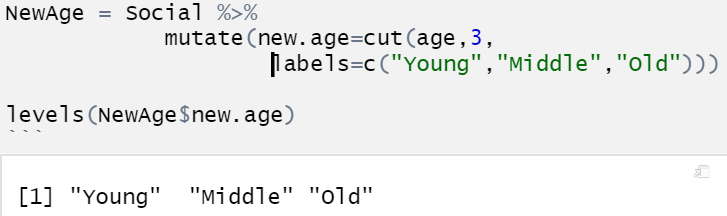 NewAge = Social %>%
mutate(new.age=cut(age,3,
labels=c("Young","Middle","Old")))
levels(NewAge$new.age)
```
[1] "Young"  "Middle" "Old"